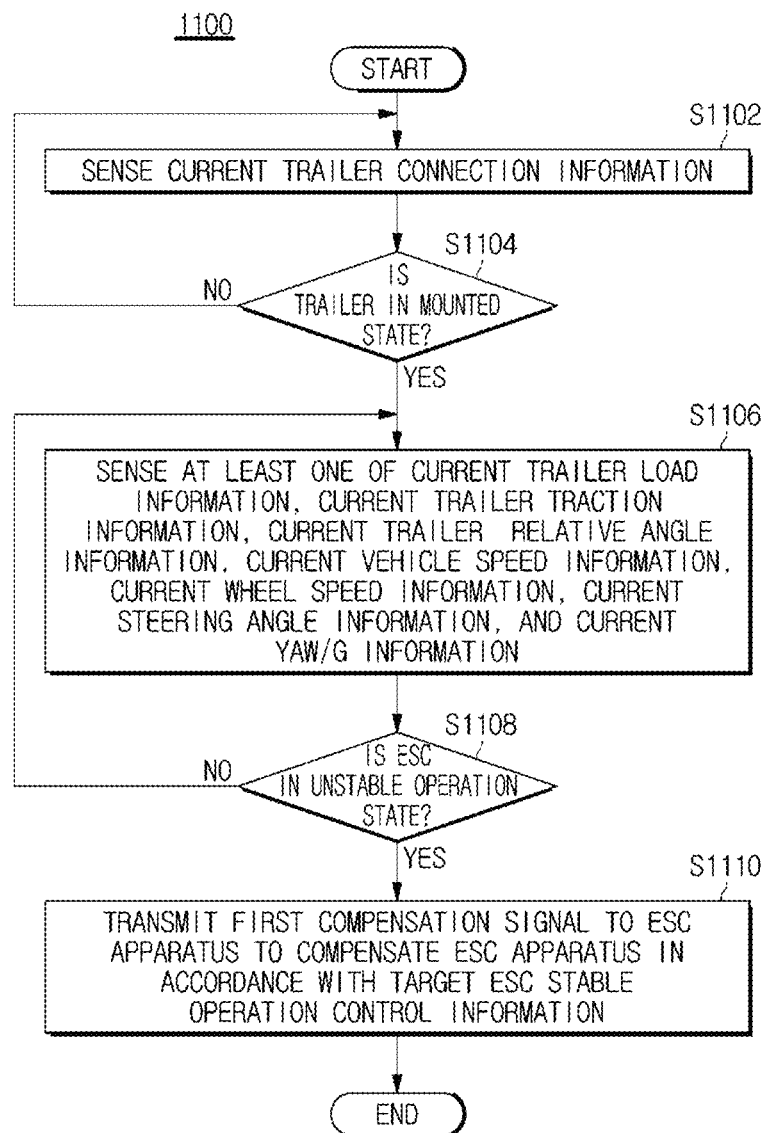 1100
START
S1102
SENSE CURRENT TRAILER CONNECTION INFORMATION
S1104
IS
TRAILER IN MOUNTED
STATE?
NO
YES
S1106
SENSE AT LEAST ONE OF CURRENT TRAILER LOAD
INFORMATION, CURRENT TRAILER TRACTION
INFORMATION, CURRENT TRAILER RELATIVE ANGLE
INFORMATION, CURRENT VEHICLE SPEED INFORMATION,
CURRENT WHEEL SPEED INFORMATION, CURRENT
STEERING ANGLE INFORMATION, AND CURRENT
YAW/G INFORMATION
S1108
IS ESC
IN UNSTABLE OPERATION
STATE?
NO
YES
S1110
TRANSMIT FIRST COMPENSATION SIGNAL TO ESC
APPARATUS TO COMPENSATE ESC APPARATUS IN
ACCORDANCE WITH TARGET ESC STABLE
OPERATION CONTROL INFORMATION
END